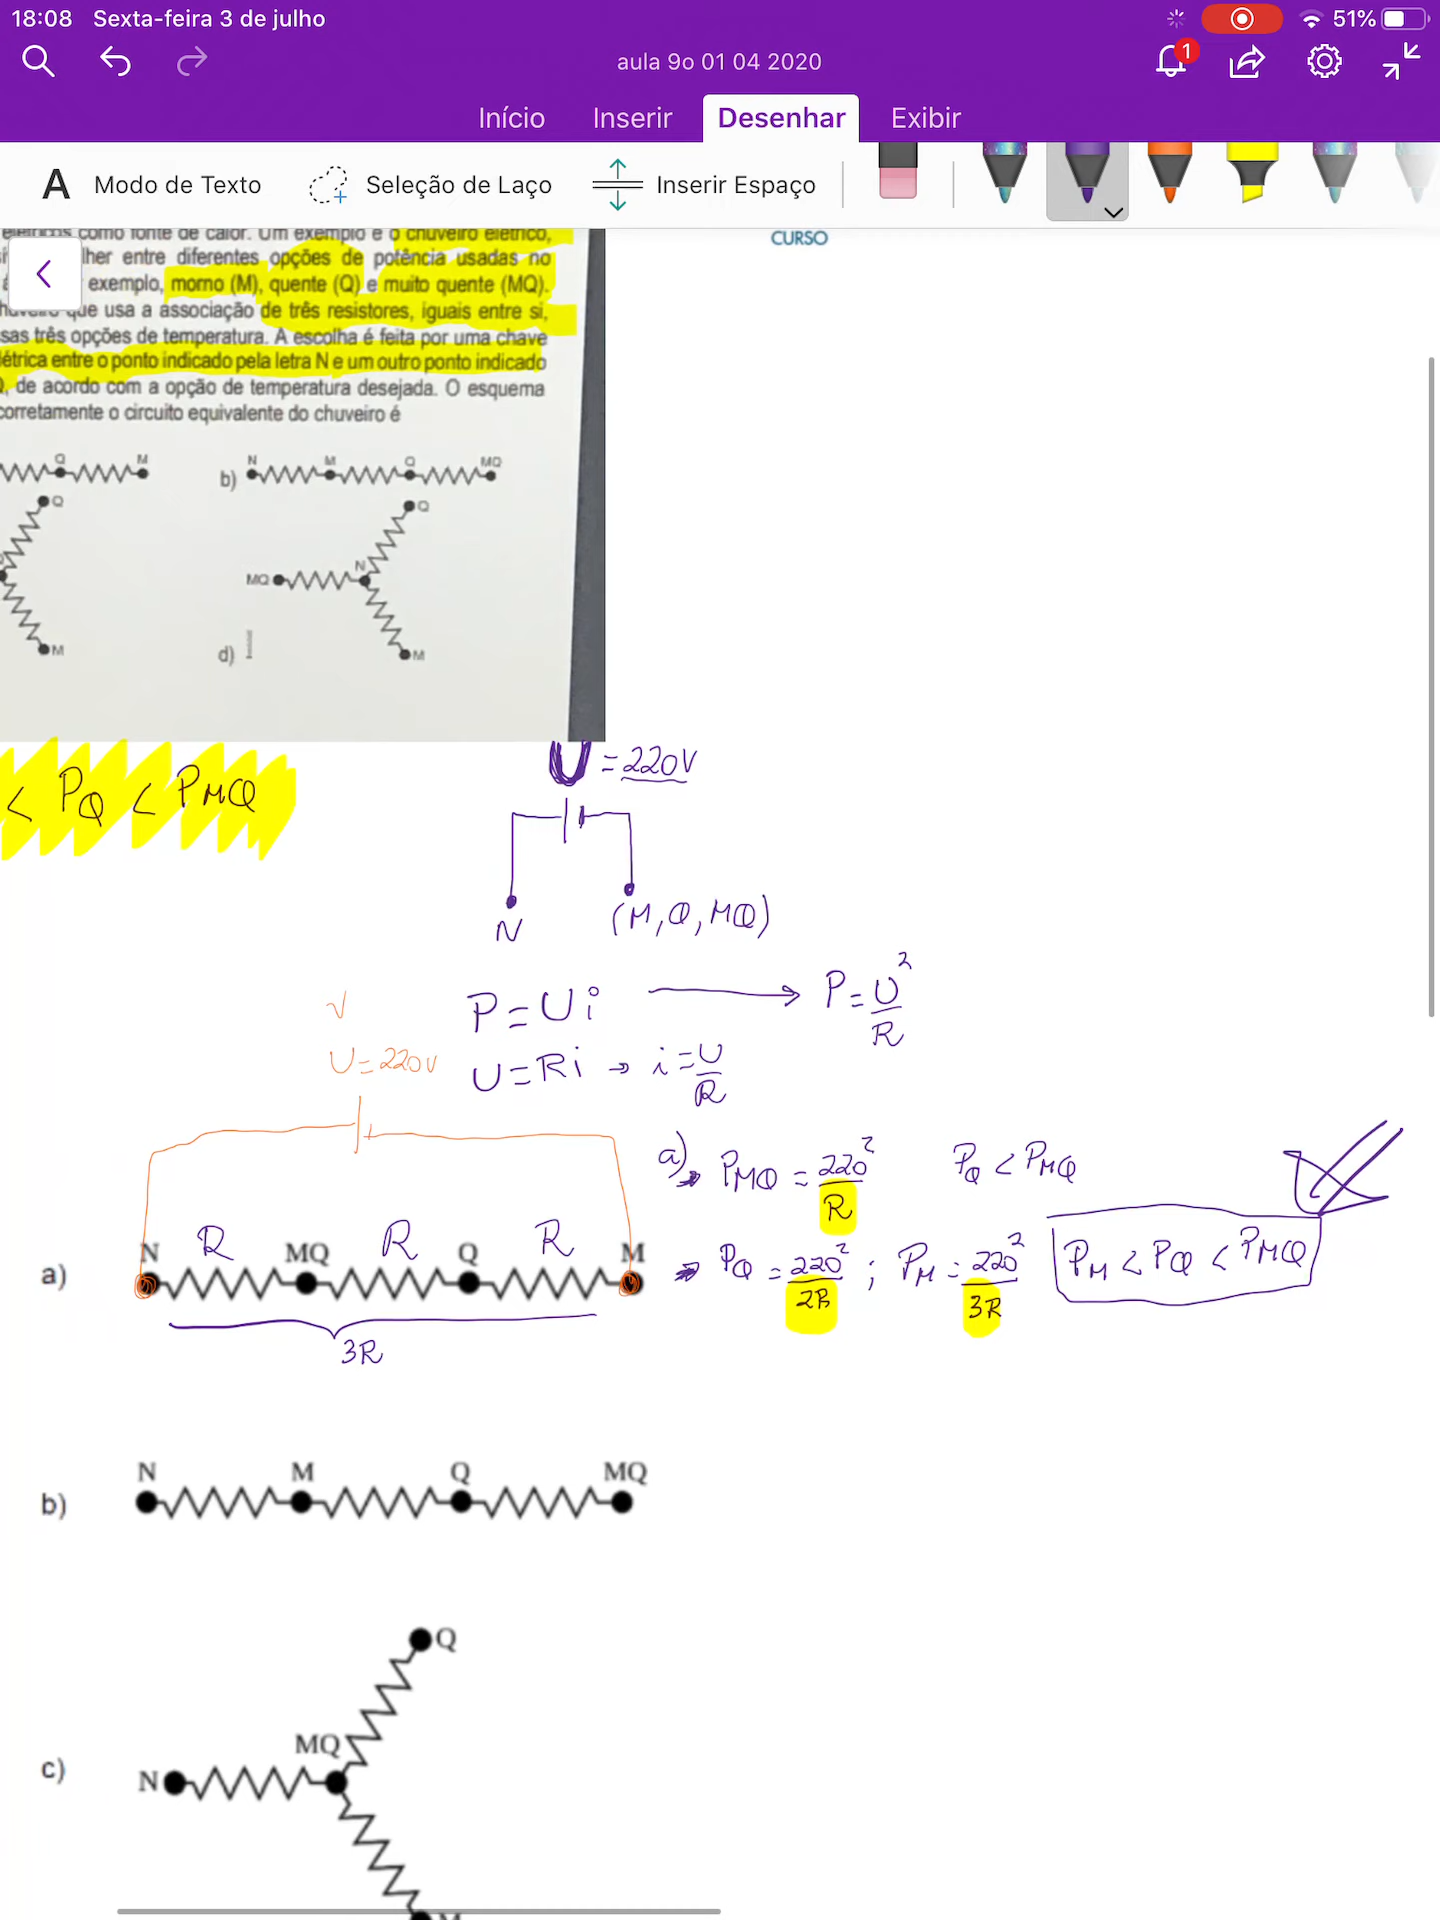 18:08 Sexta-feira 3 de julho
51%
aula 9o 01 04 2020
1
Início Inserir Desenhar Exibir
A Modo de Texto Seleção de Laço Inserir Espaço
CURSO
como fonte de calor. Um exemplo é o chuveiro elétrico,
lher entre diferentes opções de potência usadas no
exemplo, morno (M), quente (Q) e muito quente (MQ).
que usa a associação de três resistores, iguais entre si,
sas três opções de temperatura. A escolha é feita por uma chave
létrica entre o ponto indicado pela letra N e um outro ponto indicado
, de acordo com a opção de temperatura desejada. O esquema
corretamente o circuito equivalente do chuveiro é
Q M
b) N M Q MQ
Q
Q
MQ N
M
d) M
< PQ < PMQ
U = 220V
N (M, Q, MQ)
P = Ui → P = U²/R
U = 220V
U = Ri → i = U/R
a) PMQ = 220²/R PQ < PMQ
R R R
N MQ Q M
a)
PQ = 220²/2R ; PM = 220²/3R PM < PQ < PMQ
3R
N M Q MQ
b)
Q
MQ
c) N